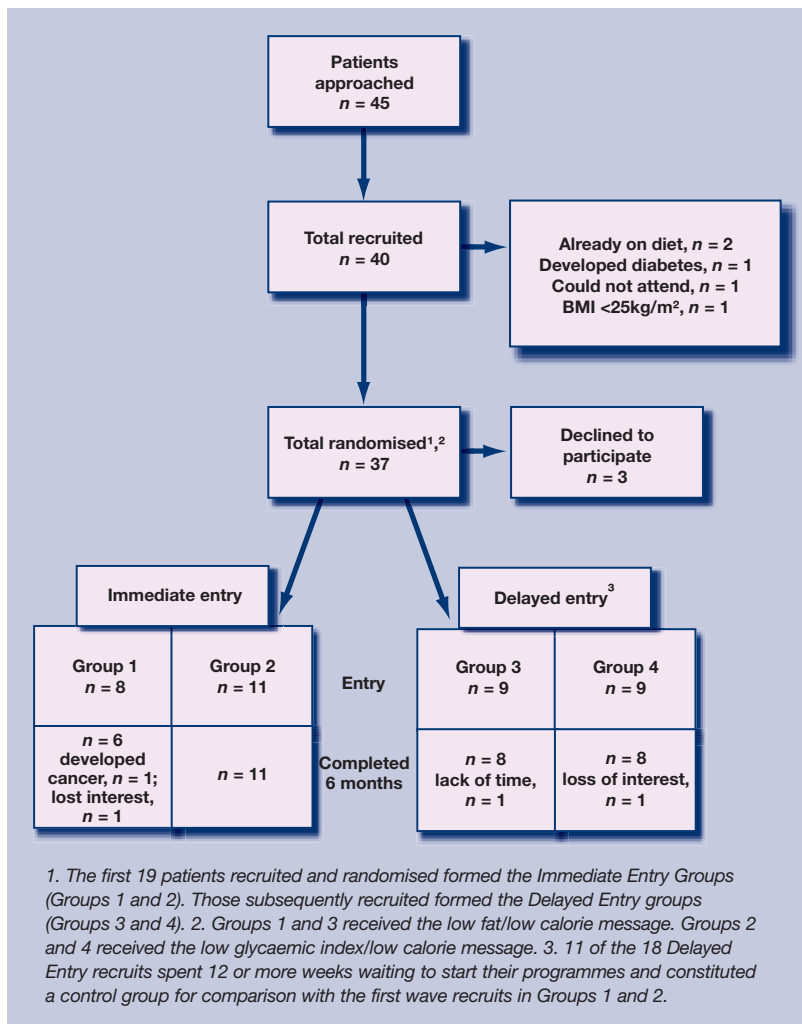 Patients
approached
n = 45
Total recruited
n = 40
Already on diet, n = 2
Developed diabetes, n = 1
Could not attend, n = 1
BMI <25kg/m², n = 1
Total randomised¹,²
n = 37
Declined to
participate
n = 3
Immediate entry
Delayed entry³
Group 1
n = 8
Group 2
n = 11
Entry
Group 3
n = 9
Group 4
n = 9
n = 6
developed
cancer, n = 1;
lost interest,
n = 1
n = 11
Completed
6 months
n = 8
lack of time,
n = 1
n = 8
loss of interest,
n = 1
1. The first 19 patients recruited and randomised formed the Immediate Entry Groups
(Groups 1 and 2). Those subsequently recruited formed the Delayed Entry groups
(Groups 3 and 4). 2. Groups 1 and 3 received the low fat/low calorie message. Groups 2
and 4 received the low glycaemic index/low calorie message. 3. 11 of the 18 Delayed
Entry recruits spent 12 or more weeks waiting to start their programmes and constituted
a control group for comparison with the first wave recruits in Groups 1 and 2.